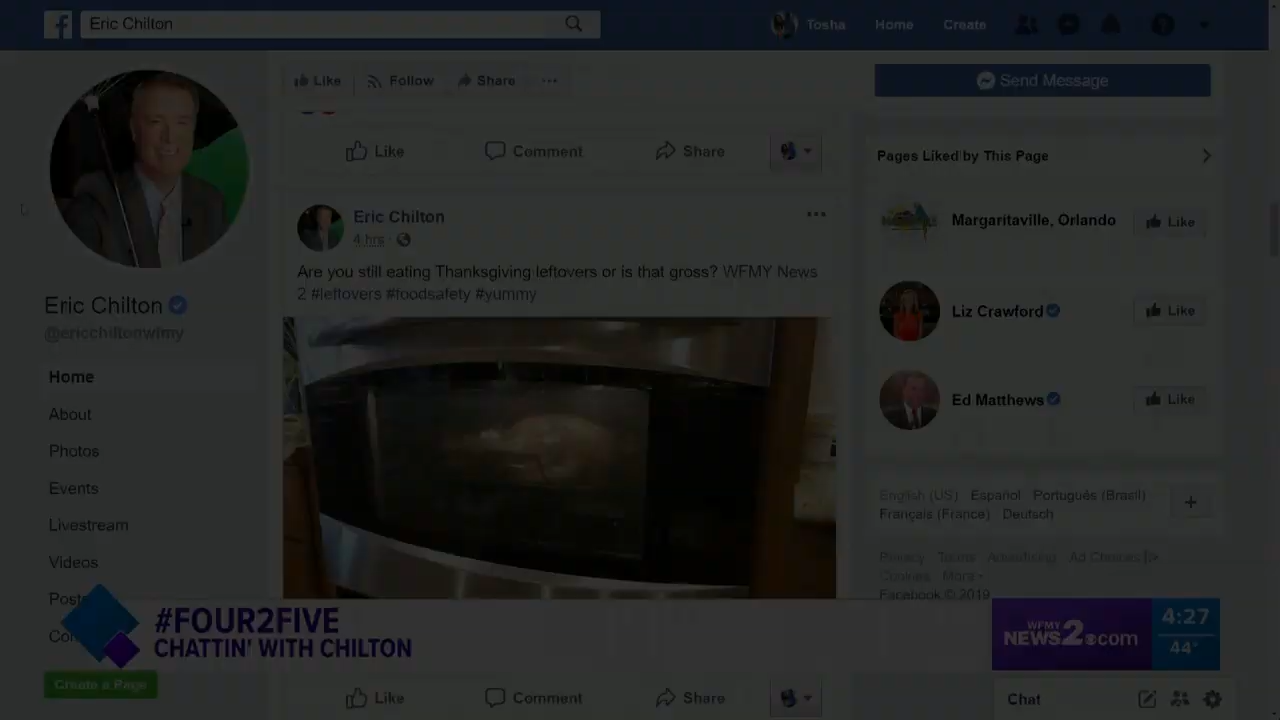 Eric Chilton
Tosha
Home
Create
Like
Follow
Share
Send Message
Like
Comment
Share
Pages Liked by This Page
Eric Chilton
4 hrs
Are you still eating Thanksgiving leftovers or is that gross? WFMY News
2 #leftovers #foodsafety #yummy
Margaritaville, Orlando
Like
Liz Crawford
Like
Ed Matthews
Like
Eric Chilton
@ericchiltonwfmy
Home
About
Photos
Events
Livestream
Videos
English (US) Español Português (Brasil)
Français (France) Deutsch
Privacy Terms Advertising Ad Choices
Cookies More
Facebook © 2019
#FOUR2FIVE
CHATTIN' WITH CHILTON
WFMY
NEWS2.com
4:27
44°
Create a Page
Like
Comment
Share
Chat